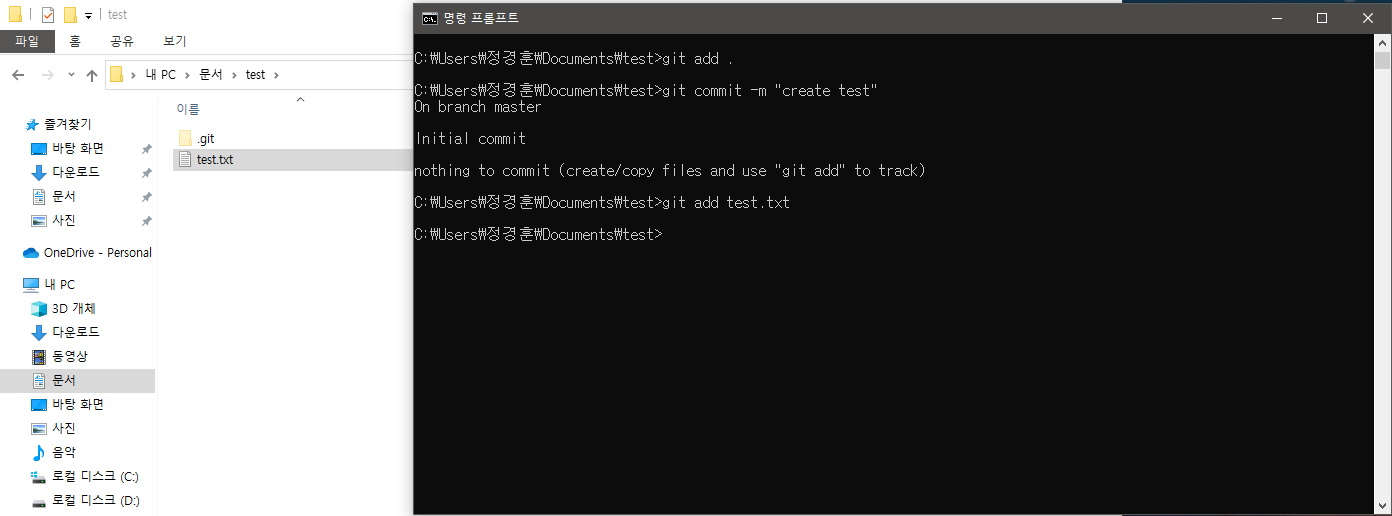 test
파일
홈
공유
보기
내 PC
문서
test
이름
.git
test.txt
즐겨찾기
바탕 화면
다운로드
문서
사진
OneDrive - Personal
내 PC
3D 개체
다운로드
동영상
문서
바탕 화면
사진
음악
로컬 디스크 (C:)
로컬 디스크 (D:)
명령 프롬프트
C:₩Users₩정경훈₩Documents₩test>git add .
C:₩Users₩정경훈₩Documents₩test>git commit -m "create test"
On branch master
Initial commit
nothing to commit (create/copy files and use "git add" to track)
C:₩Users₩정경훈₩Documents₩test>git add test.txt
C:₩Users₩정경훈₩Documents₩test>